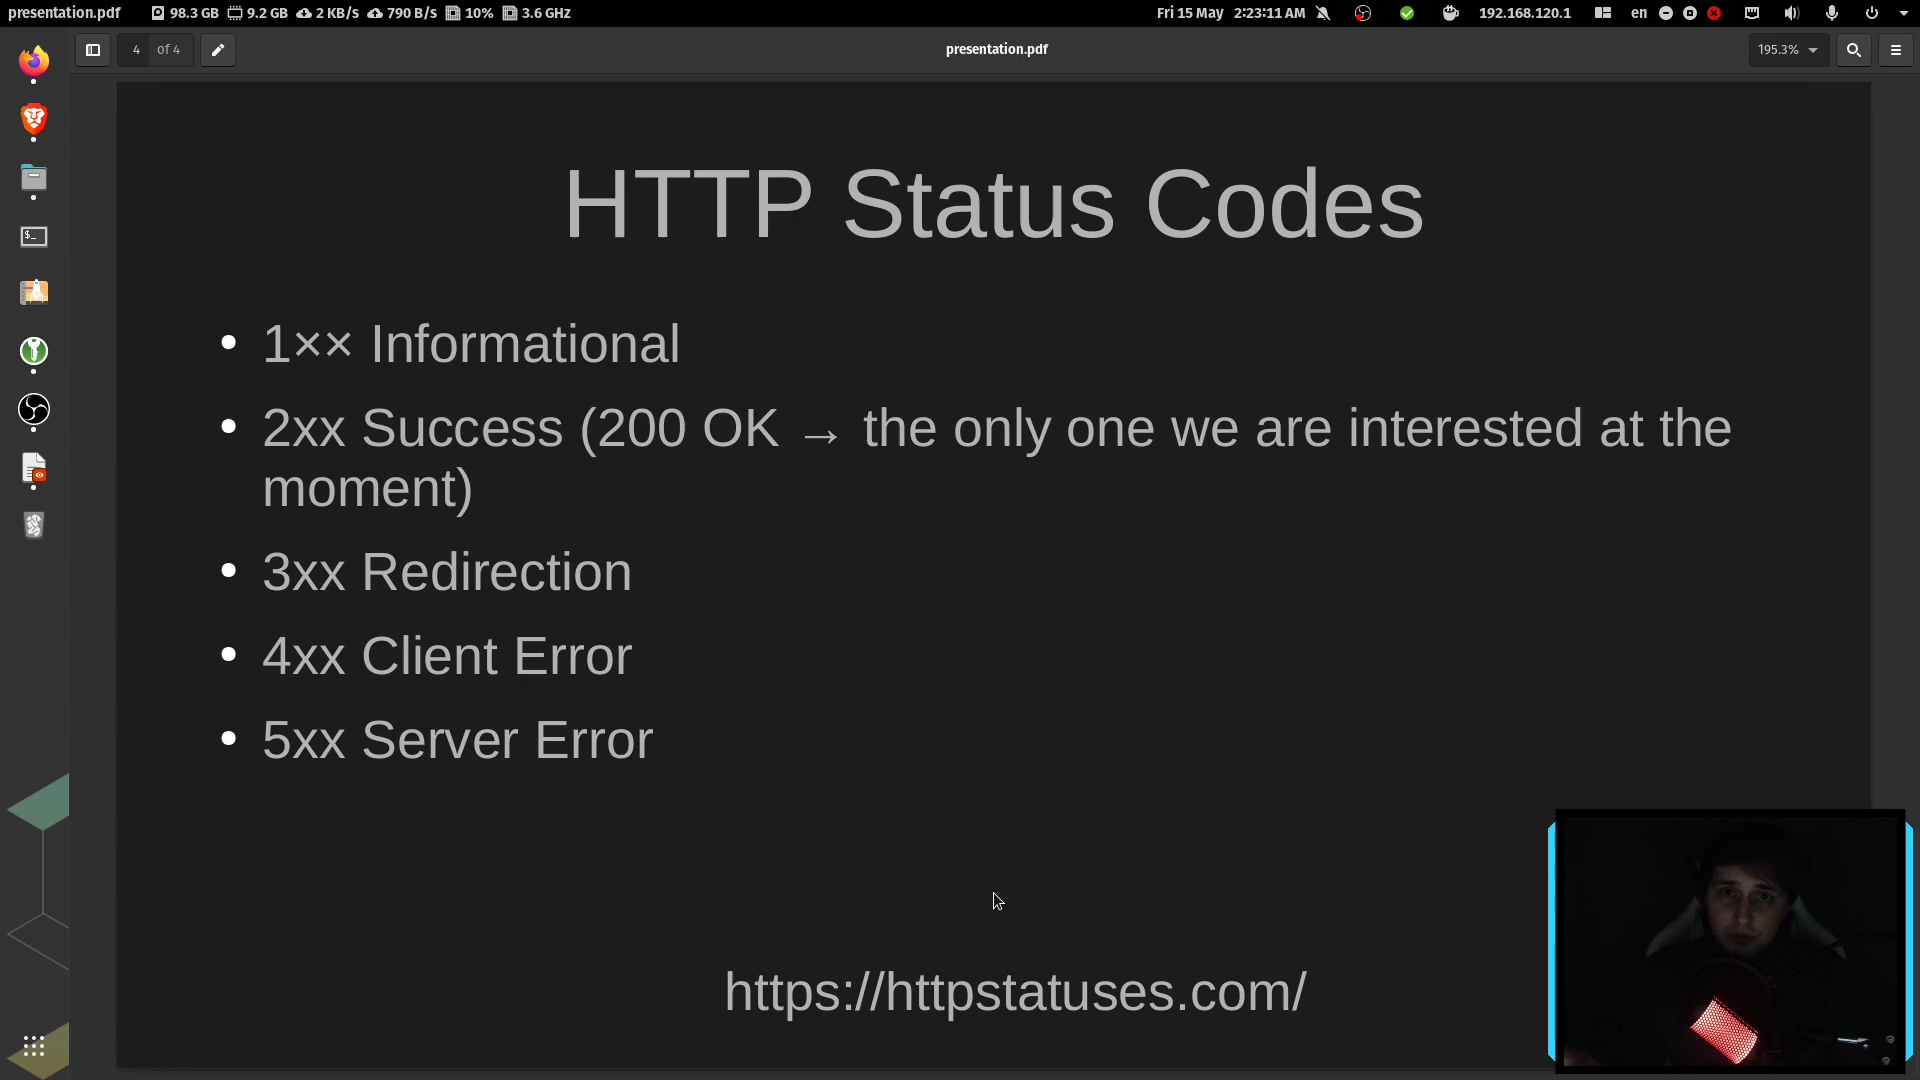 presentation.pdf 98.3 GB 9.2 GB 2 KB/s 790 B/s 10% 3.6 GHz Fri 15 May 2:23:11 AM 192.168.120.1 en
4 of 4 presentation.pdf 195.3%
$_
HTTP Status Codes
• 1×× Informational
• 2xx Success (200 OK → the only one we are interested at the
moment)
• 3xx Redirection
• 4xx Client Error
• 5xx Server Error
https://httpstatuses.com/